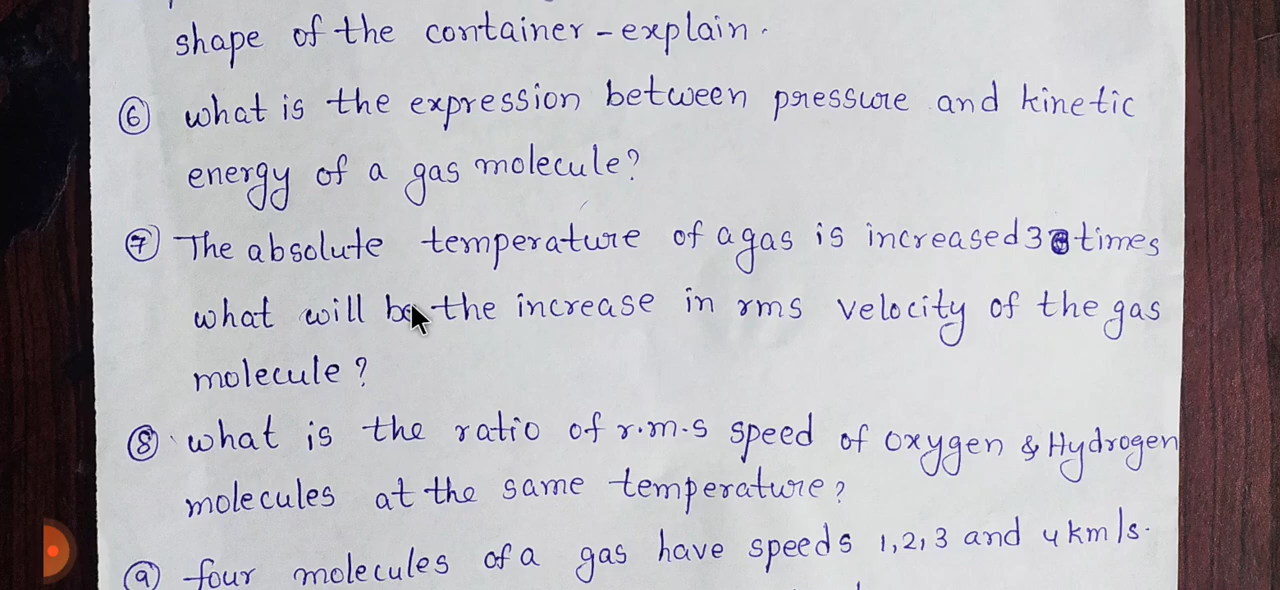 shape of the container - explain.
⑥ what is the expression between pressure and kinetic
energy of a gas molecule?
⑦ The absolute temperature of a gas is increased 3 times
what will be the increase in rms velocity of the gas
molecule?
⑧ what is the ratio of r.m.s speed of oxygen & Hydrogen
molecules at the same temperature?
⑨ four molecules of a gas have speeds 1, 2, 3 and 4 km/s.